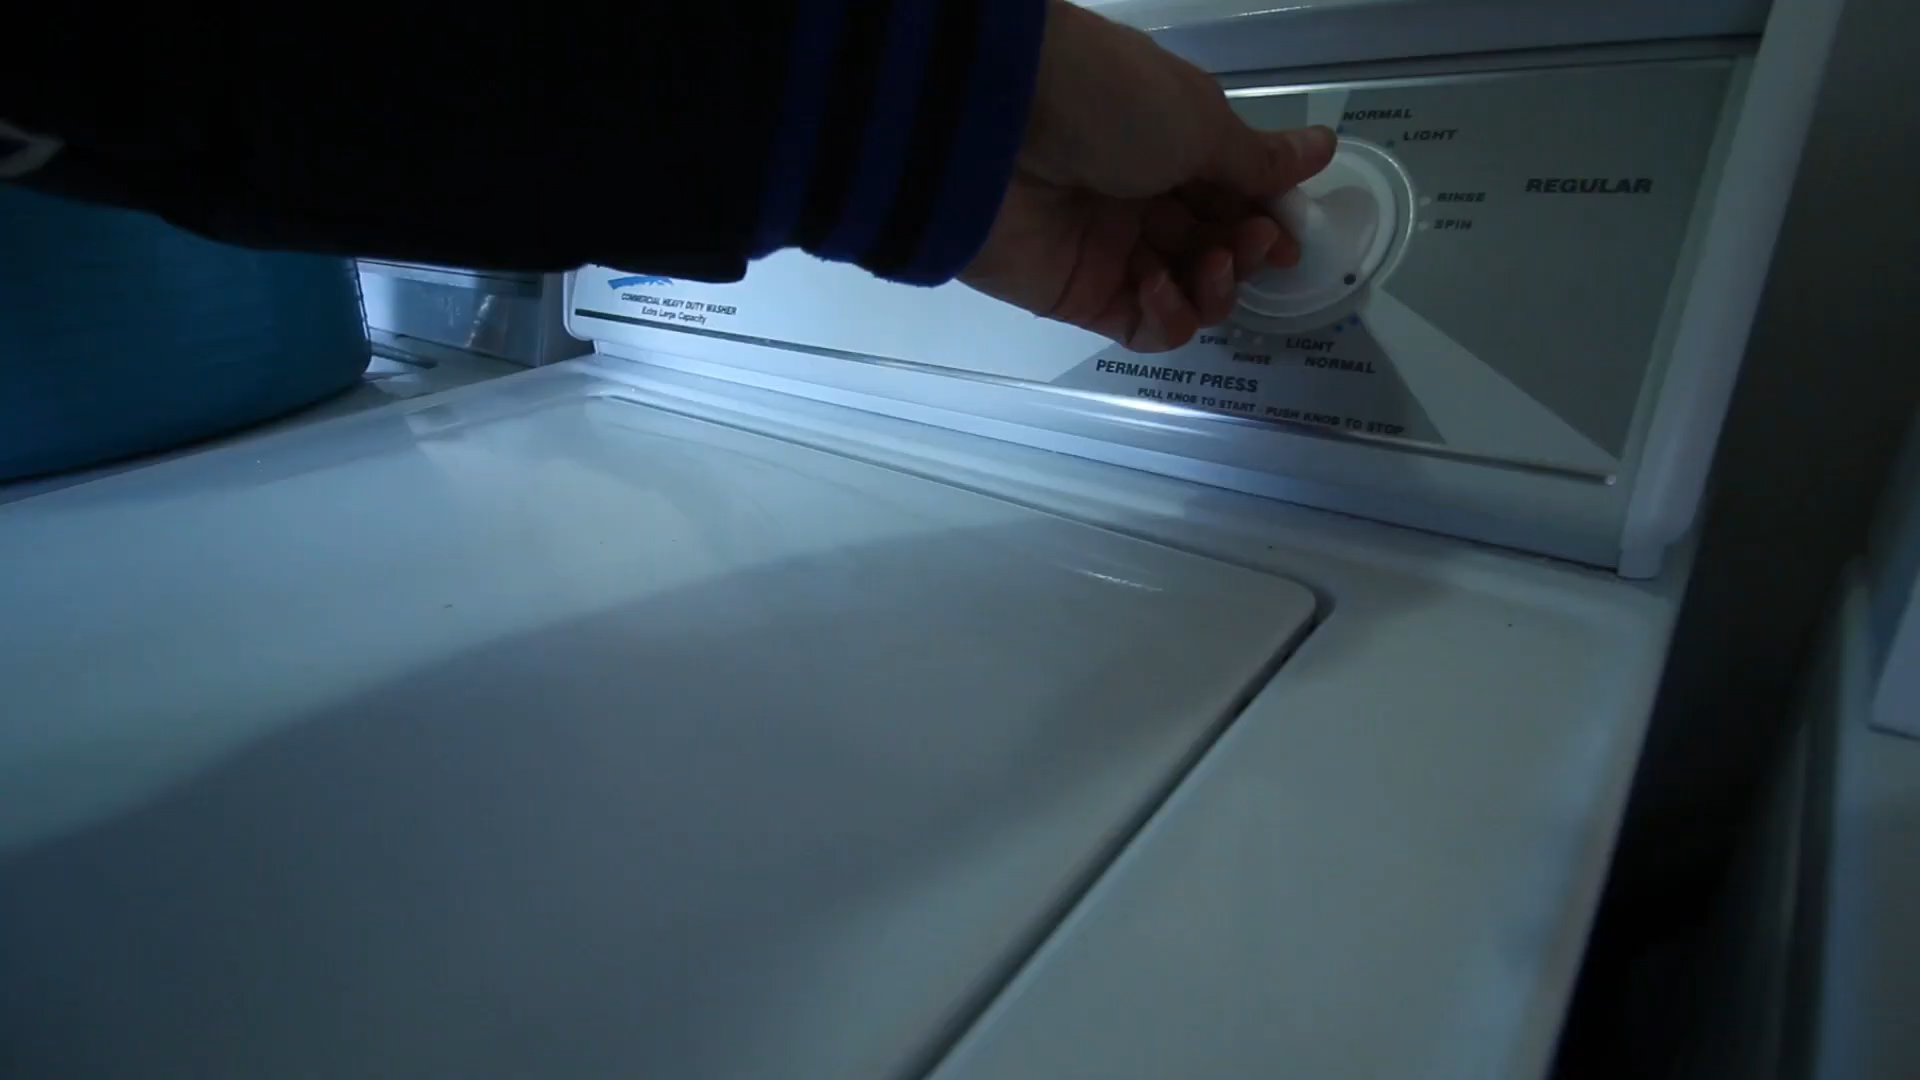 NORMAL
LIGHT
RINSE
REGULAR
SPIN
COMMERCIAL HEAVY DUTY WASHER
Extra Large Capacity
SPIN
LIGHT
RINSE
NORMAL
PERMANENT PRESS
PULL KNOB TO START - PUSH KNOB TO STOP